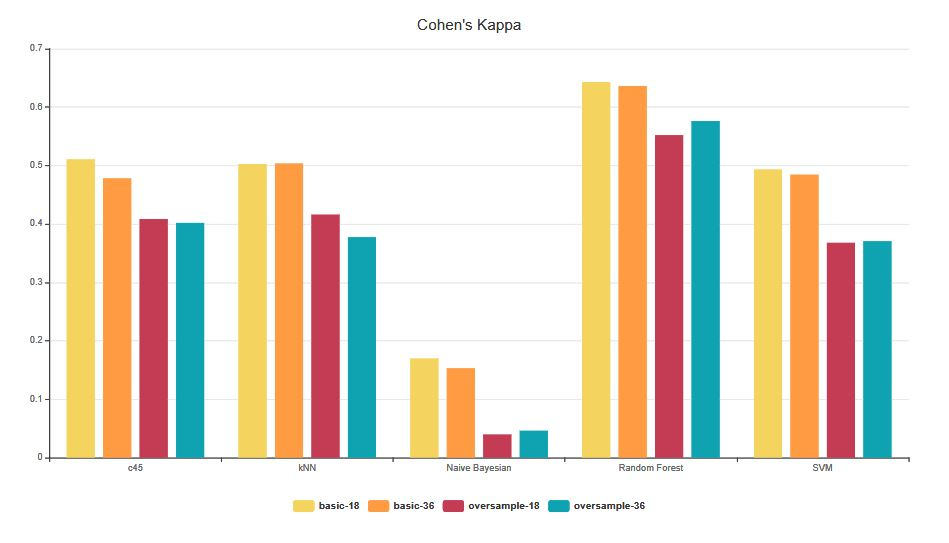 Cohen's Kappa
0.7
0.6
0.5
0.4
0.3
0.2
0.1
0
c45 kNN Naive Bayesian Random Forest SVM
basic-18 basic-36 oversample-18 oversample-36